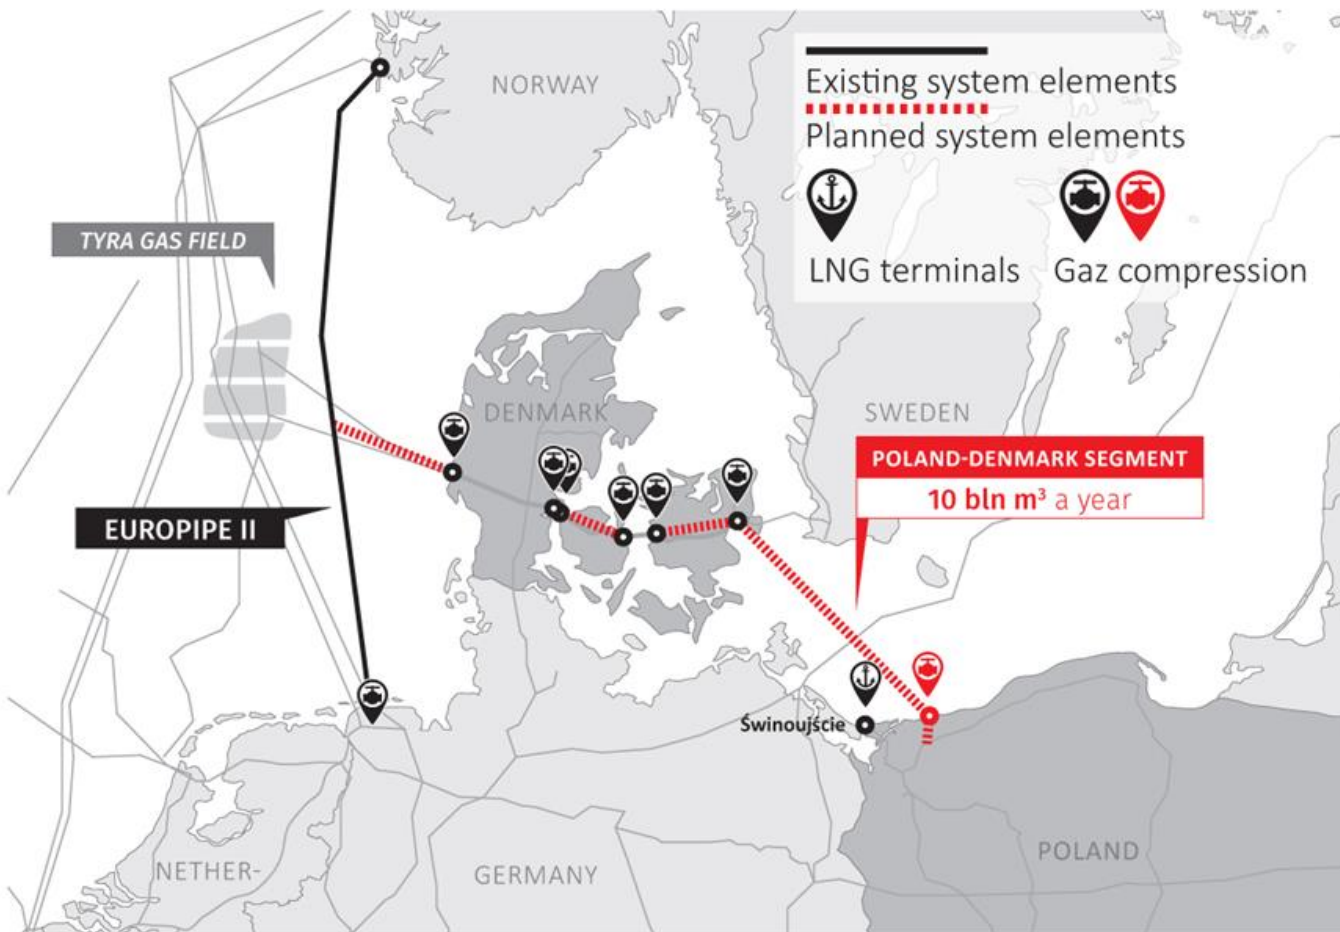 NORWAY
Existing system elements
Planned system elements
LNG terminals
Gaz compression
TYRA GAS FIELD
DENMARK
SWEDEN
POLAND-DENMARK SEGMENT
10 bln m³ a year
EUROPIPE II
Świnoujście
NETHER-
GERMANY
POLAND